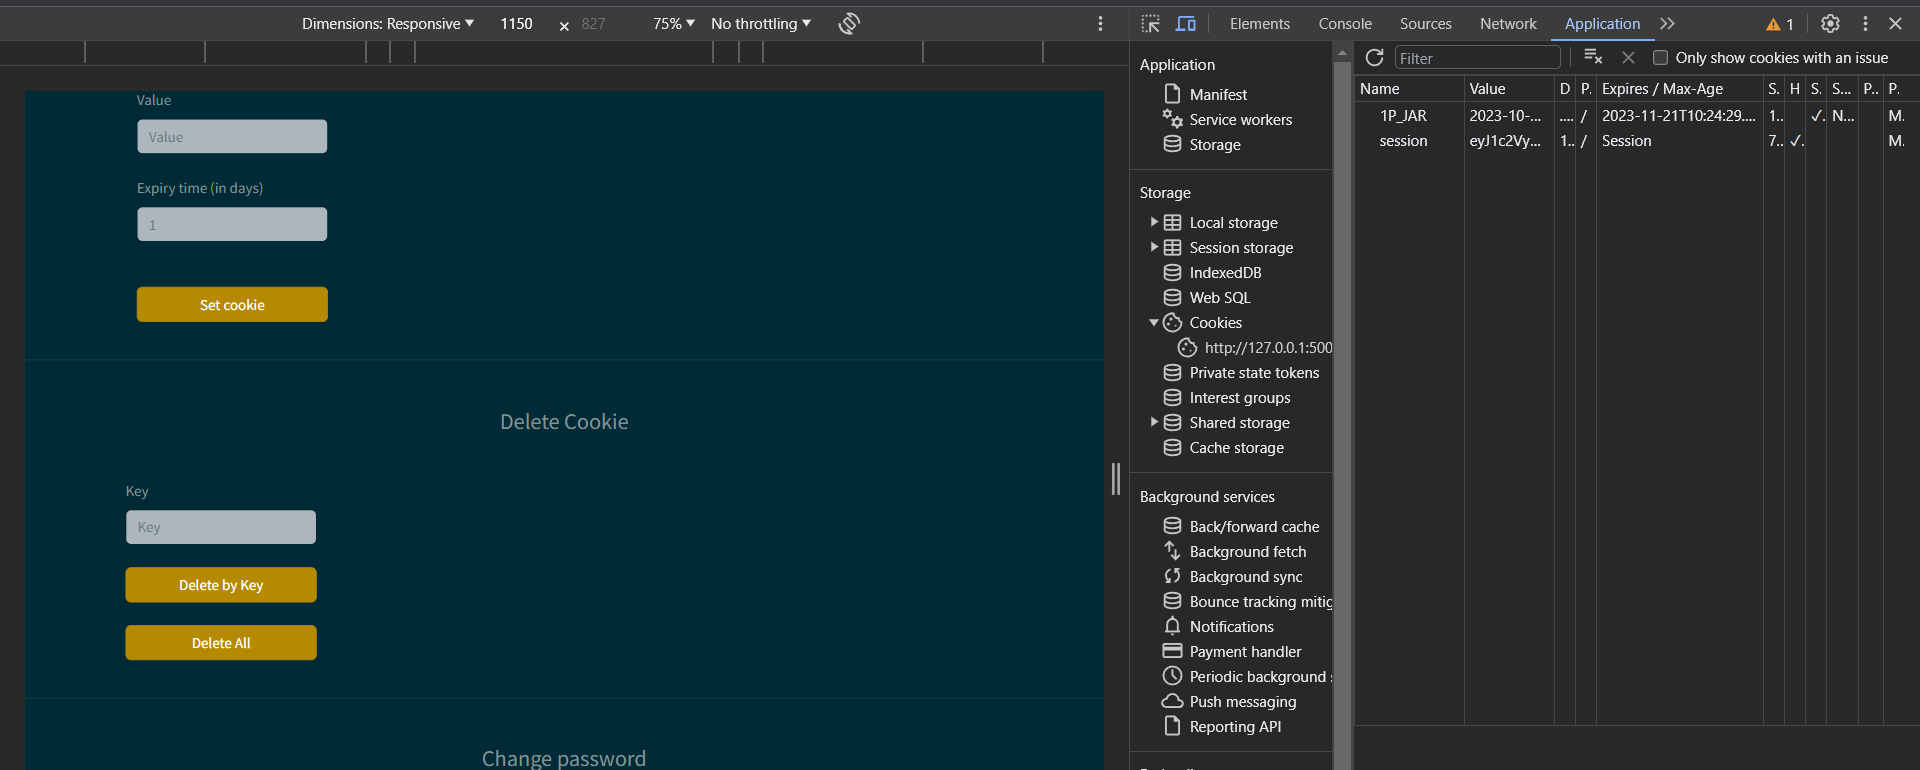 Dimensions: Responsive
1150
×
827
75%
No throttling
Value
Value
Expiry time (in days)
1
Set cookie
Delete Cookie
Key
Key
Delete by Key
Delete All
Change password
Elements
Console
Sources
Network
Application
1
Application
Manifest
Service workers
Storage
Storage
Local storage
Session storage
IndexedDB
Web SQL
Cookies
http://127.0.0.1:500
Private state tokens
Interest groups
Shared storage
Cache storage
Background services
Back/forward cache
Background fetch
Background sync
Bounce tracking mitig
Notifications
Payment handler
Periodic background
Push messaging
Reporting API
Filter
Only show cookies with an issue
Name Value D P. Expires / Max-Age S. H S. S... P.. P.
1P_JAR 2023-10-... .... / 2023-11-21T10:24:29.... 1.. ✓. N... M.
session eyJ1c2Vy... 1.. / Session 7.. ✓. M.